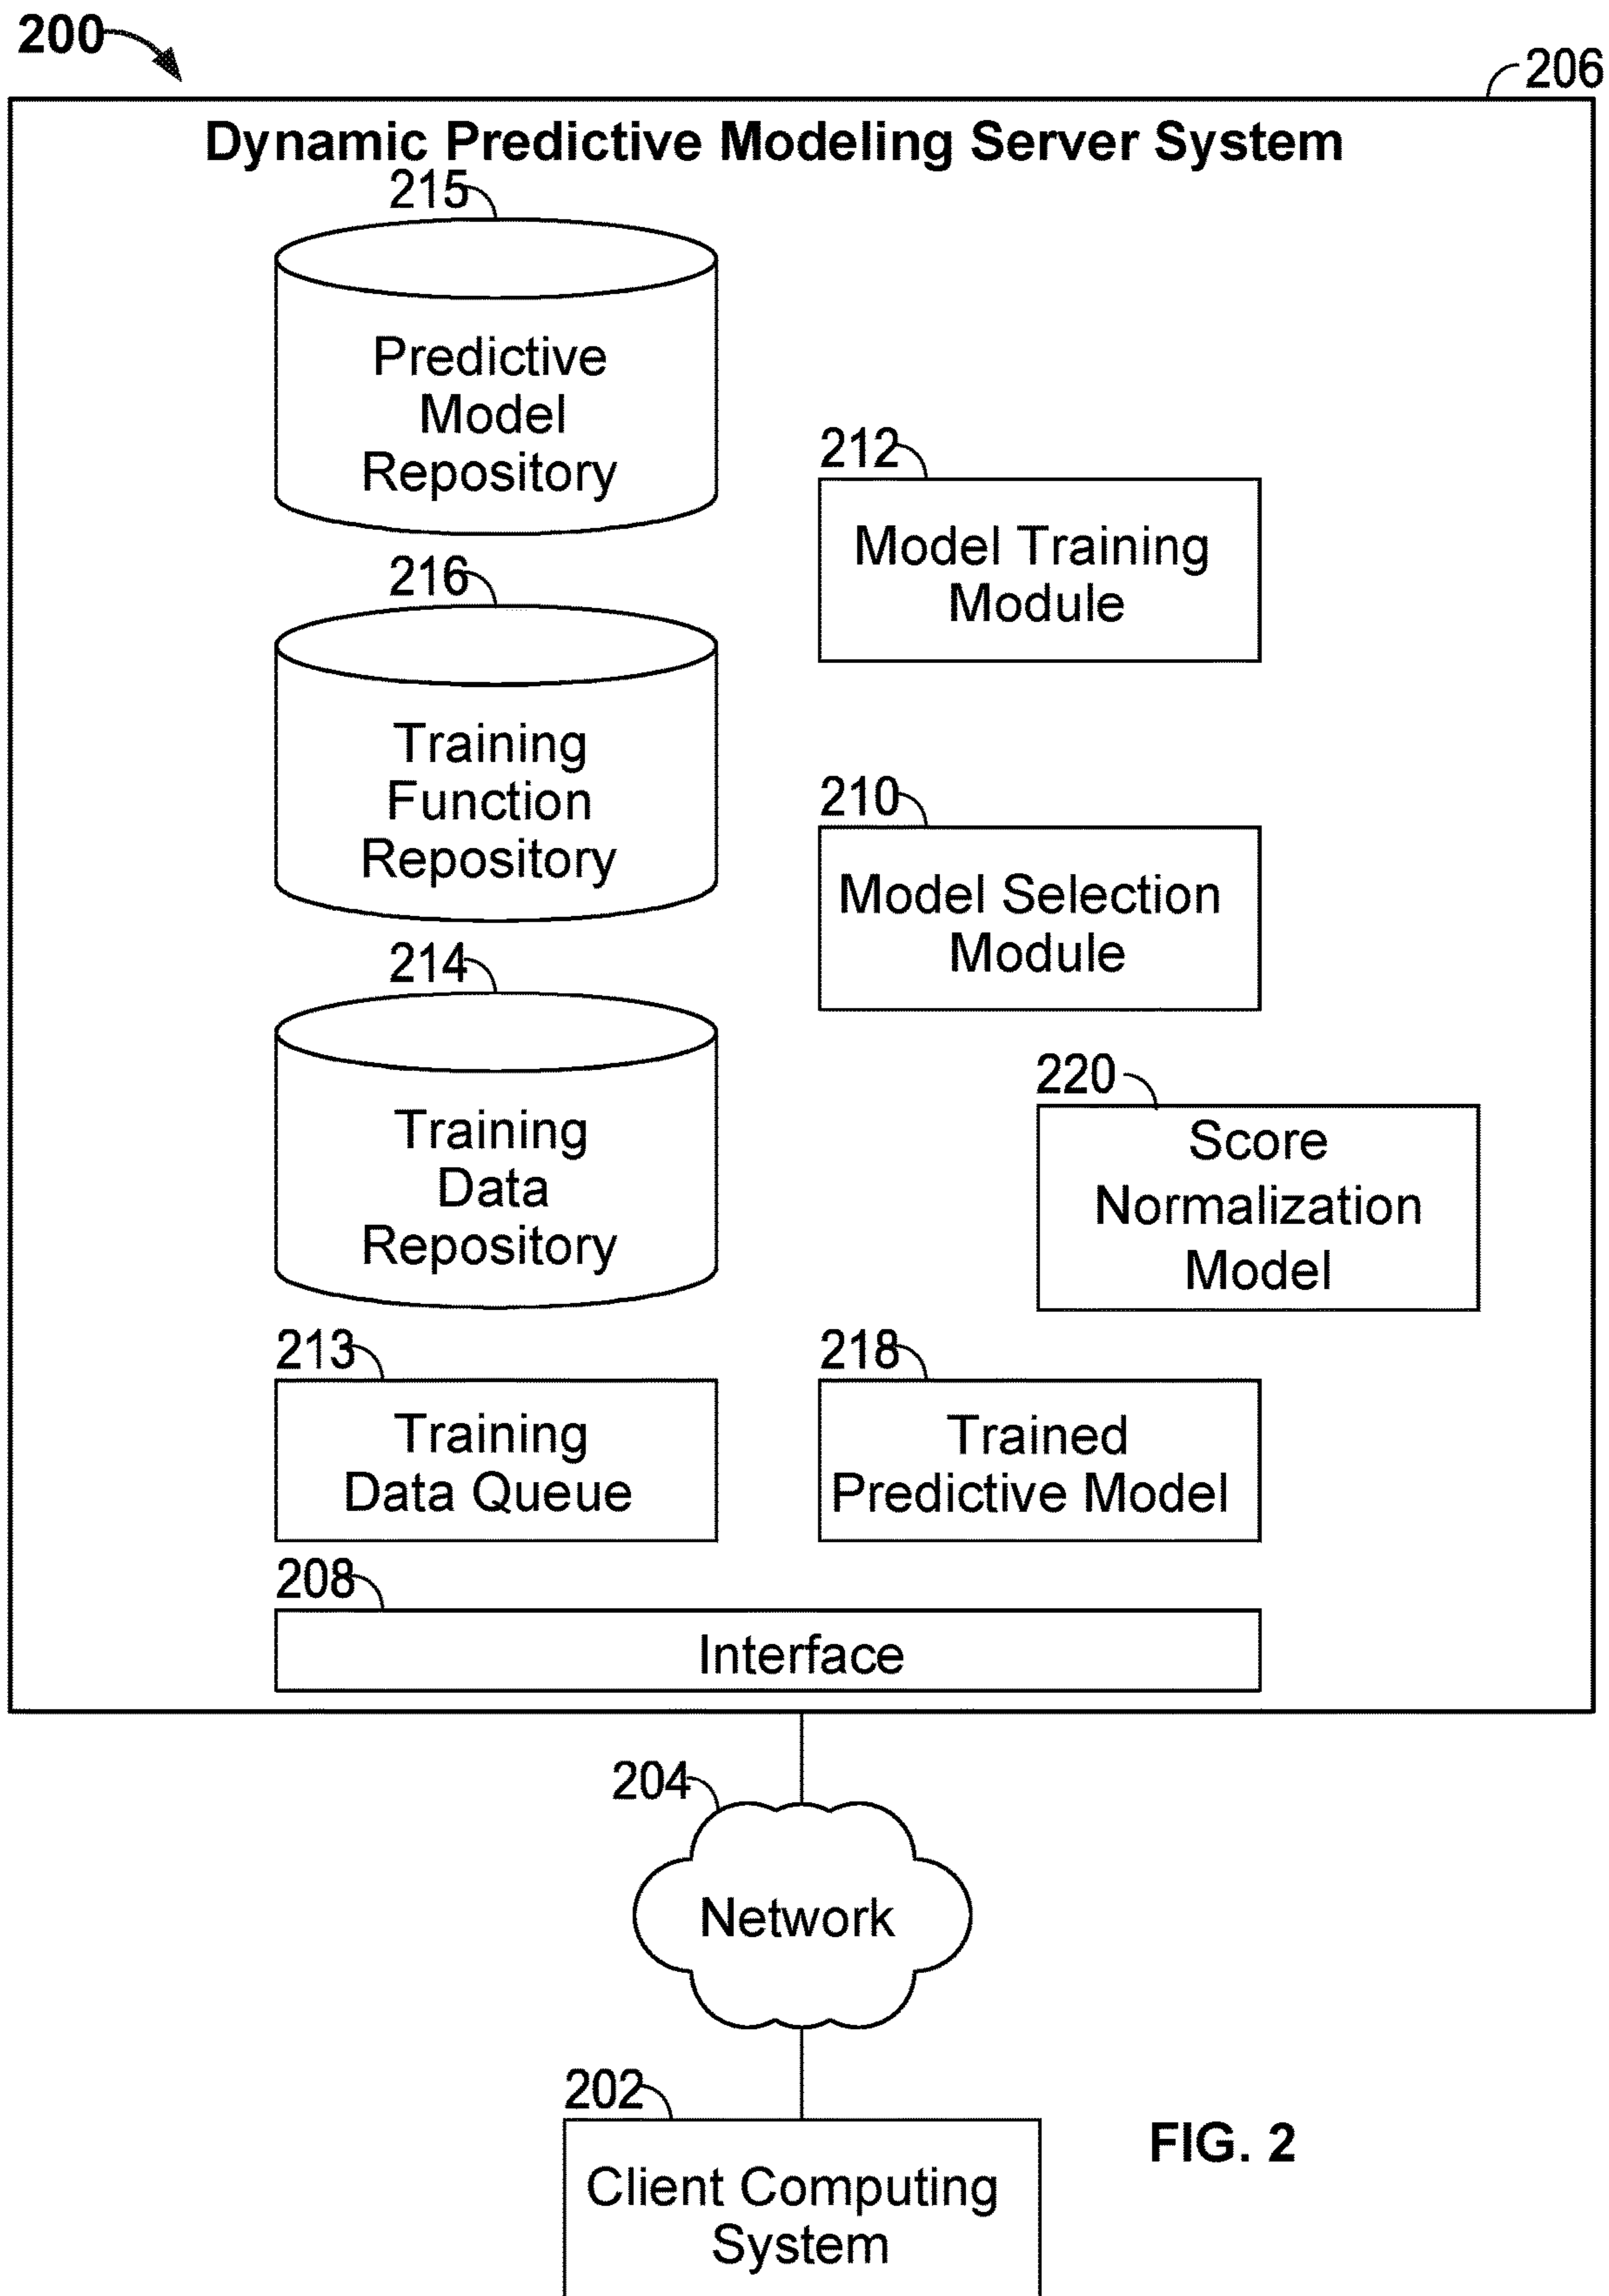 200
206
Dynamic Predictive Modeling Server System
215
Predictive
Model
Repository
212
Model Training
Module
216
Training
Function
Repository
210
Model Selection
Module
214
Training
Data
Repository
220
Score
Normalization
Model
213
Training
Data Queue
218
Trained
Predictive Model
208
Interface
204
Network
202
Client Computing
System
FIG. 2